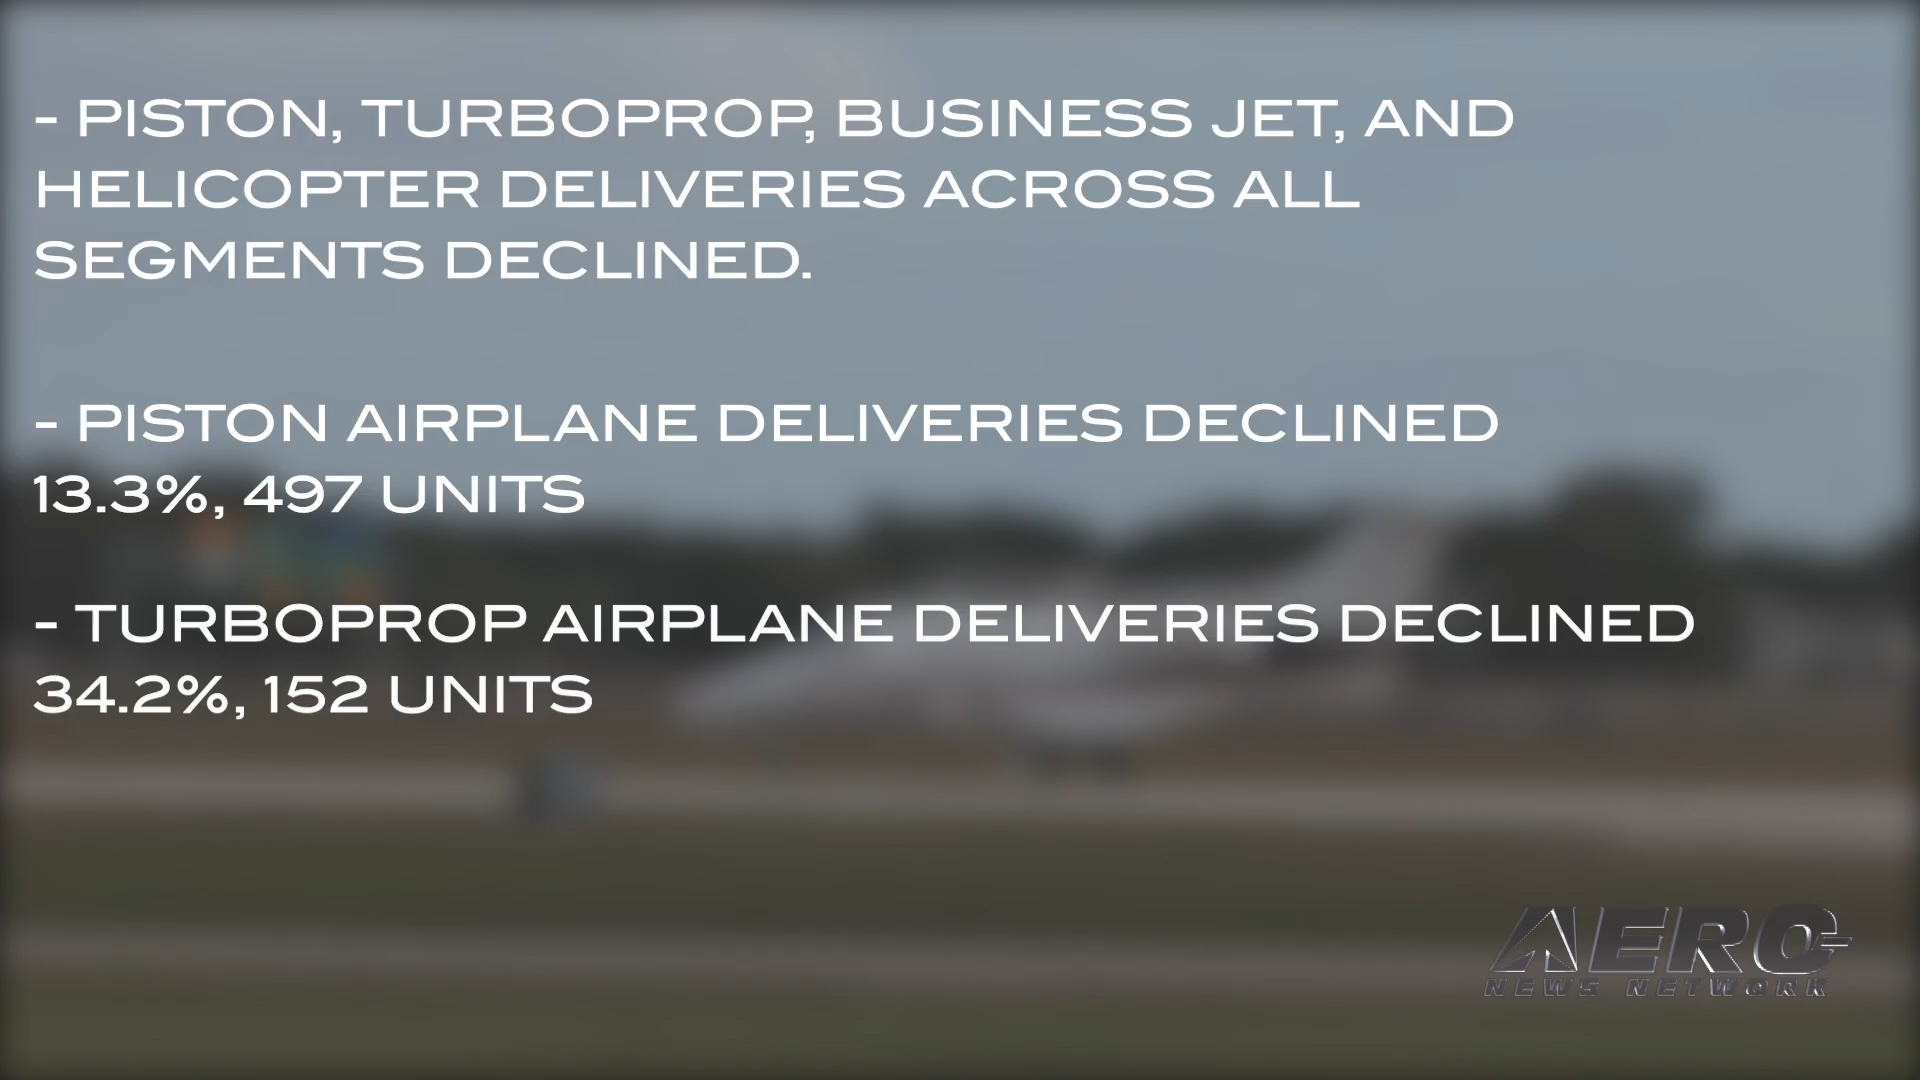 - PISTON, TURBOPROP, BUSINESS JET, AND
HELICOPTER DELIVERIES ACROSS ALL
SEGMENTS DECLINED.
- PISTON AIRPLANE DELIVERIES DECLINED
13.3%, 497 UNITS
- TURBOPROP AIRPLANE DELIVERIES DECLINED
34.2%, 152 UNITS
AERO
NEWS NETWORK